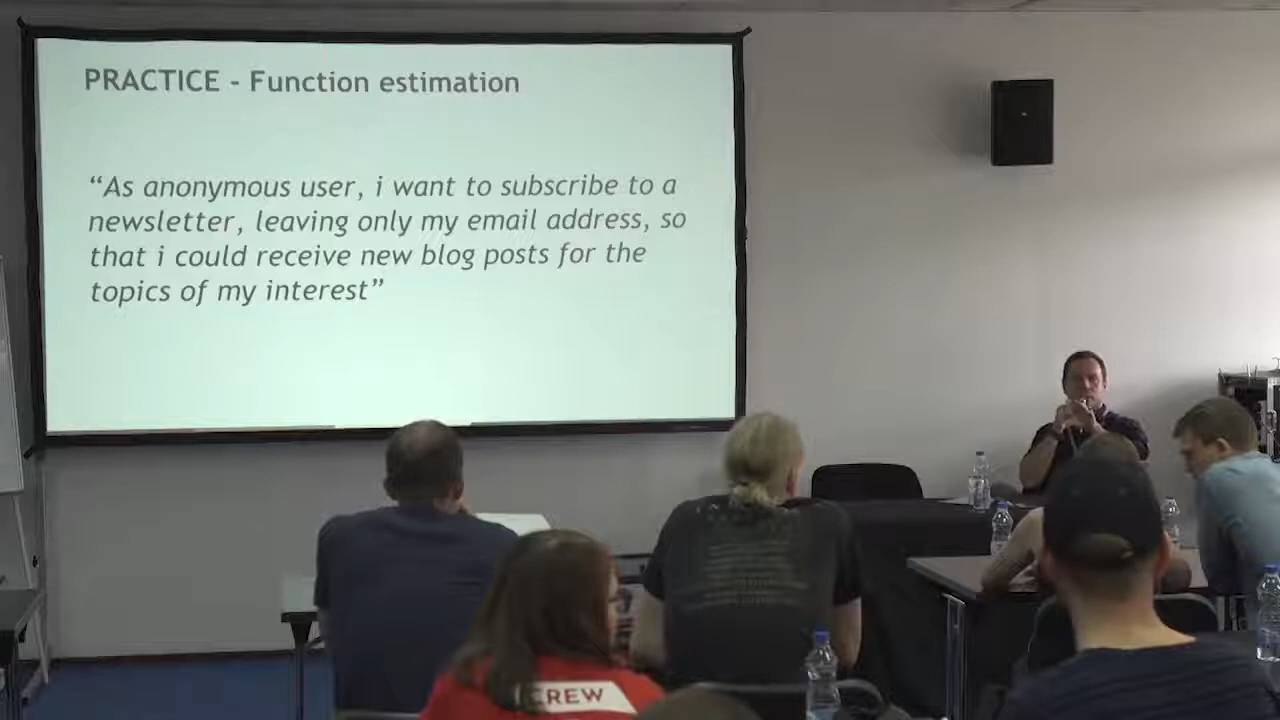 PRACTICE - Function estimation
“As anonymous user, i want to subscribe to a
newsletter, leaving only my email address, so
that i could receive new blog posts for the
topics of my interest”
CREW